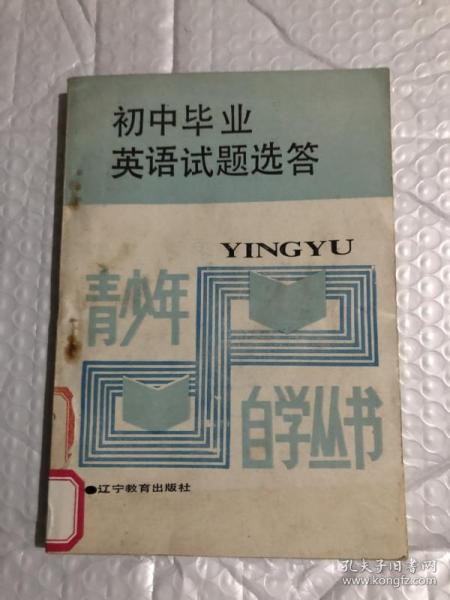 初中毕业
英语试题选答
YINGYU
青少年
自学丛书
●辽宁教育出版社
孔夫子旧书网
www.kongfz.com